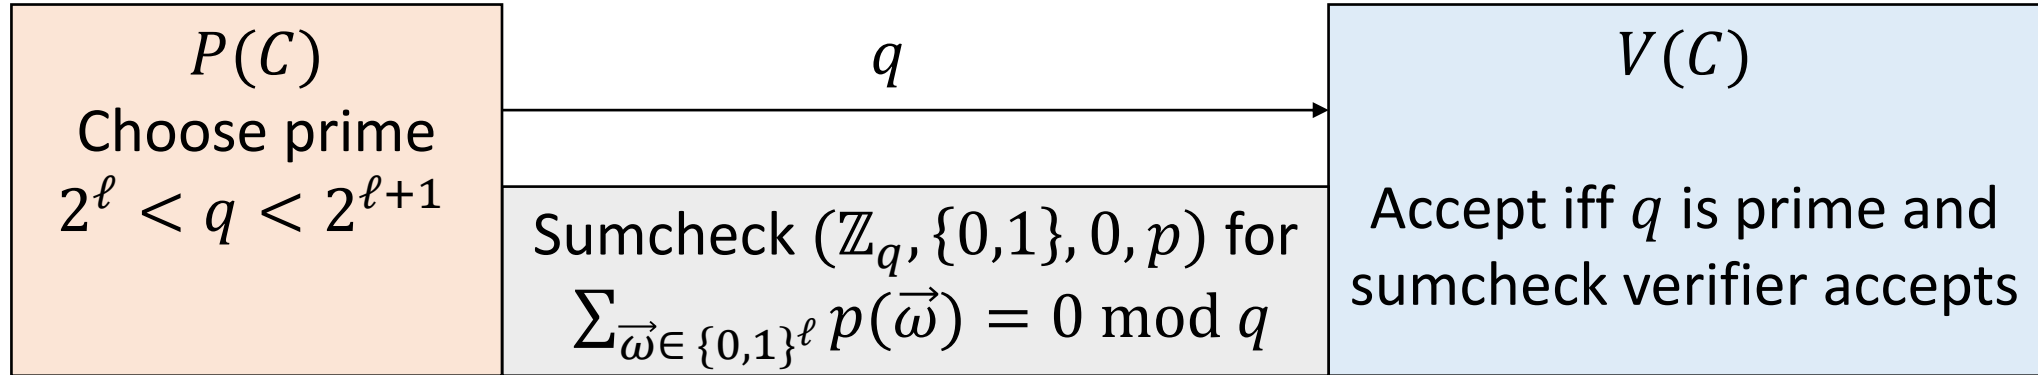 P(C)
Choose prime
2^ℓ < q < 2^{ℓ+1}
q
Sumcheck (ℤ_q, {0,1}, 0, p) for
∑_{ω⃗∈ {0,1}^ℓ} p(ω⃗) = 0 mod q
V(C)
Accept iff q is prime and
sumcheck verifier accepts